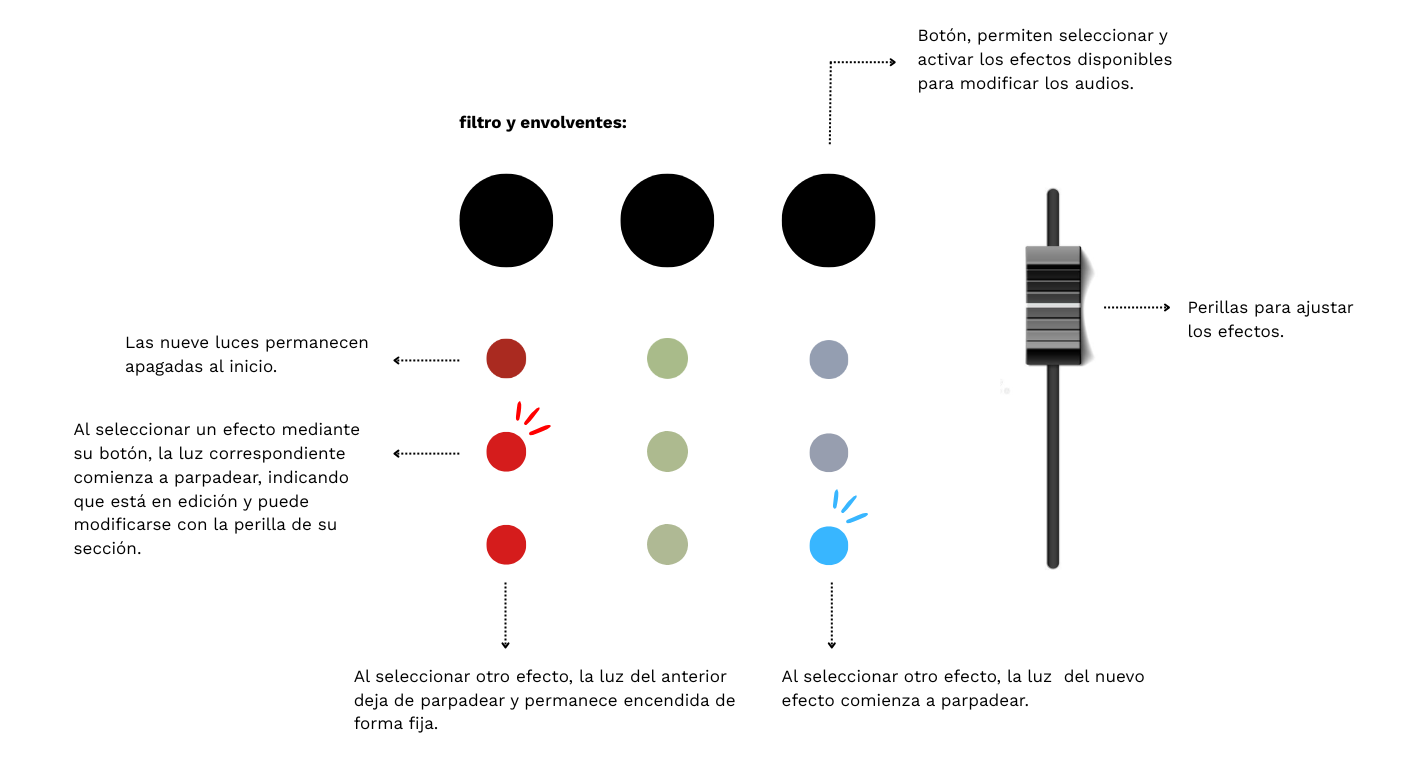 Botón, permiten seleccionar y
activar los efectos disponibles
para modificar los audios.
filtro y envolventes:
Perillas para ajustar
los efectos.
Las nueve luces permanecen
apagadas al inicio.
Al seleccionar un efecto mediante
su botón, la luz correspondiente
comienza a parpadear, indicando
que está en edición y puede
modificarse con la perilla de su
sección.
Al seleccionar otro efecto, la luz del anterior
deja de parpadear y permanece encendida de
forma fija.
Al seleccionar otro efecto, la luz  del nuevo
efecto comienza a parpadear.